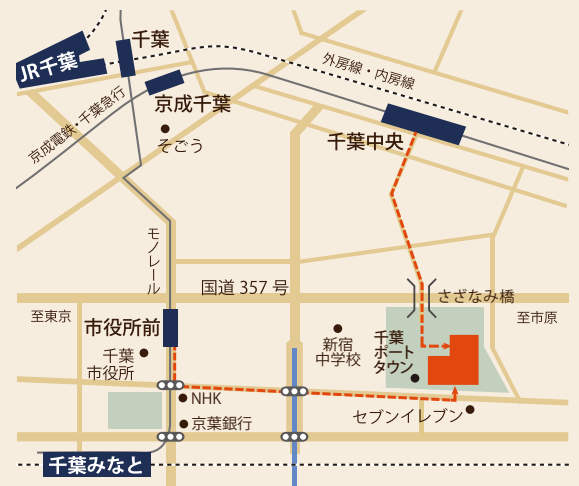 千葉
JR千葉
外房線・内房線
京成千葉
京成電鉄・千葉急行
千葉中央
そごう
モノレール
国道 357 号
さざなみ橋
至東京
至市原
市役所前
千葉
市役所
新宿
中学校
千葉
ポート
タウン
NHK
セブンイレブン
京葉銀行
千葉みなと